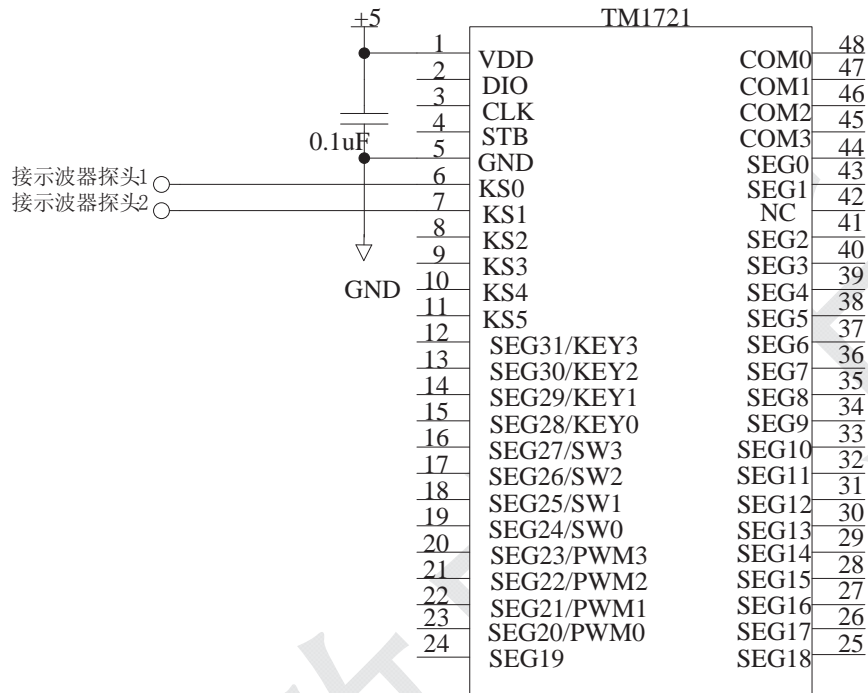 +5
TM1721
0.1uF
GND
接示波器探头1
接示波器探头2
1 VDD
2 DIO
3 CLK
4 STB
5 GND
6 KS0
7 KS1
8 KS2
9 KS3
10 KS4
11 KS5
12 SEG31/KEY3
13 SEG30/KEY2
14 SEG29/KEY1
15 SEG28/KEY0
16 SEG27/SW3
17 SEG26/SW2
18 SEG25/SW1
19 SEG24/SW0
20 SEG23/PWM3
21 SEG22/PWM2
22 SEG21/PWM1
23 SEG20/PWM0
24 SEG19
COM0 48
COM1 47
COM2 46
COM3 45
SEG0 44
SEG1 43
NC 42
SEG2 41
SEG3 40
SEG4 39
SEG5 38
SEG6 37
SEG7 36
SEG8 35
SEG9 34
SEG10 33
SEG11 32
SEG12 31
SEG13 30
SEG14 29
SEG15 28
SEG16 27
SEG17 26
SEG18 25